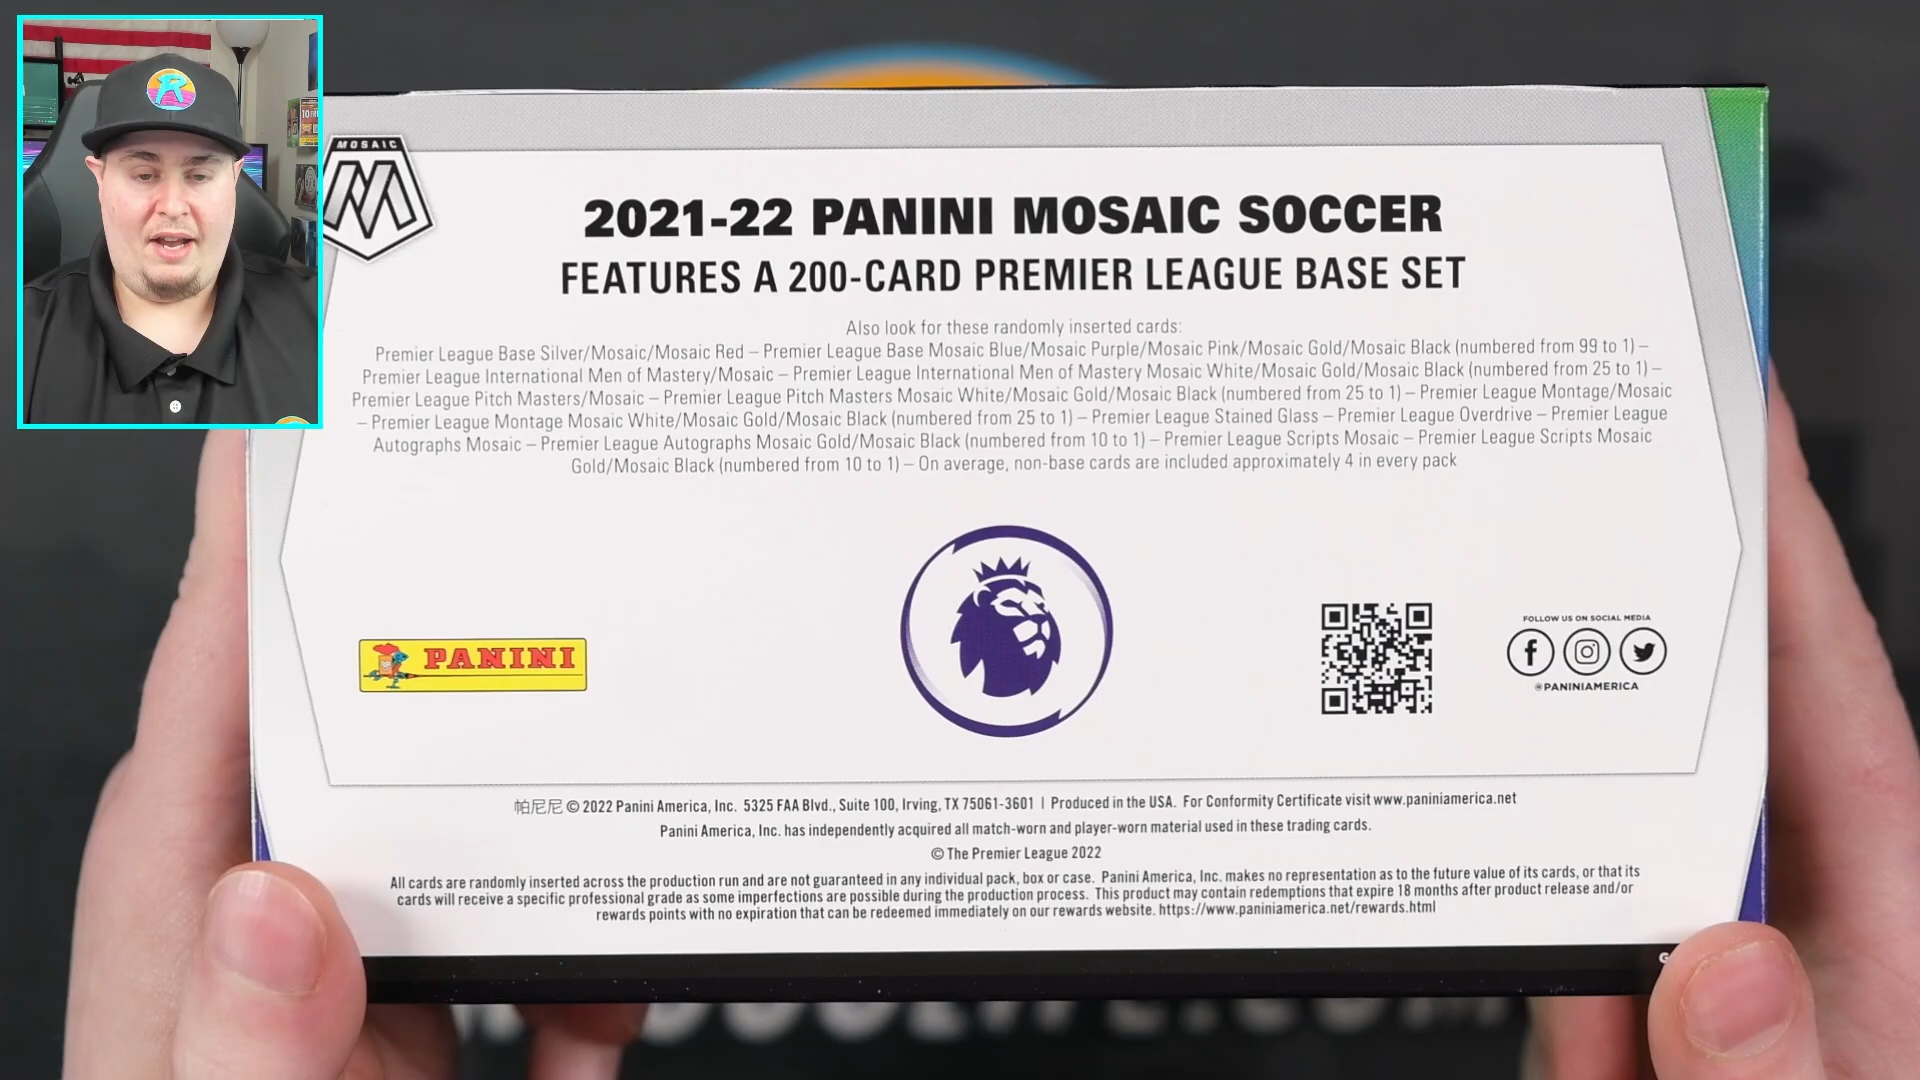 MOSAIC
2021-22 PANINI MOSAIC SOCCER
FEATURES A 200-CARD PREMIER LEAGUE BASE SET
Also look for these randomly inserted cards:
Premier League Base Silver/Mosaic/Mosaic Red – Premier League Base Mosaic Blue/Mosaic Purple/Mosaic Pink/Mosaic Gold/Mosaic Black (numbered from 99 to 1) –
Premier League International Men of Mastery/Mosaic – Premier League International Men of Mastery Mosaic White/Mosaic Gold/Mosaic Black (numbered from 25 to 1) –
Premier League Pitch Masters/Mosaic – Premier League Pitch Masters Mosaic White/Mosaic Gold/Mosaic Black (numbered from 25 to 1) – Premier League Montage/Mosaic
– Premier League Montage Mosaic White/Mosaic Gold/Mosaic Black (numbered from 25 to 1) – Premier League Stained Glass – Premier League Overdrive – Premier League
Autographs Mosaic – Premier League Autographs Mosaic Gold/Mosaic Black (numbered from 10 to 1) – Premier League Scripts Mosaic – Premier League Scripts Mosaic
Gold/Mosaic Black (numbered from 10 to 1) – On average, non-base cards are included approximately 4 in every pack
PANINI
FOLLOW US ON SOCIAL MEDIA
@PANINIAMERICA
帕尼尼 © 2022 Panini America, Inc. 5325 FAA Blvd., Suite 100, Irving, TX 75061-3601 | Produced in the USA. For Conformity Certificate visit www.paniniamerica.net
Panini America, Inc. has independently acquired all match-worn and player-worn material used in these trading cards.
© The Premier League 2022
All cards are randomly inserted across the production run and are not guaranteed in any individual pack, box or case. Panini America, Inc. makes no representation as to the future value of its cards, or that its
cards will receive a specific professional grade as some imperfections are possible during the production process. This product may contain redemptions that expire 18 months after product release and/or
rewards points with no expiration that can be redeemed immediately on our rewards website. https://www.paniniamerica.net/rewards.html